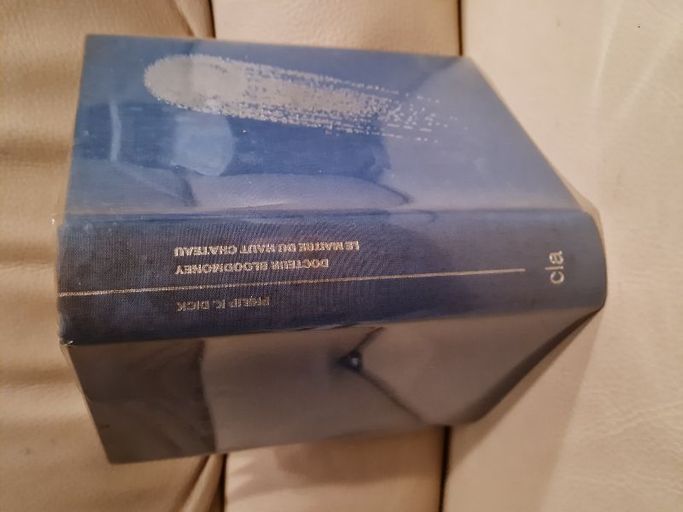 PHILIP K. DICK
DOCTEUR BLOODMONEY
LE MAITRE DU HAUT CHATEAU
cla